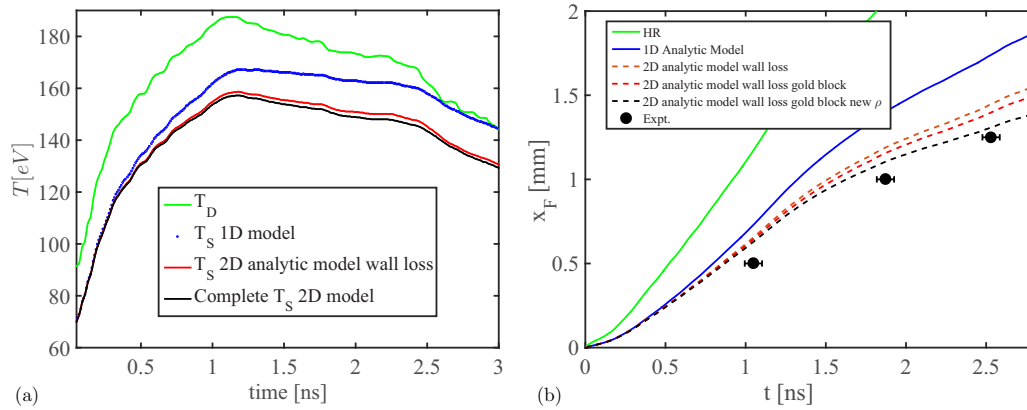 180
160
140
120
100
80
60
T [eV]
T_D
T_S 1D model
T_S 2D analytic model wall loss
Complete T_S 2D model
0.5
1
1.5
2
2.5
3
time [ns]
(a)
2
1.5
1
0.5
0
x_F [mm]
HR
1D Analytic Model
2D analytic model wall loss
2D analytic model wall loss gold block
2D analytic model wall loss gold block new ρ
Expt.
0
0.5
1
1.5
2
2.5
t [ns]
(b)